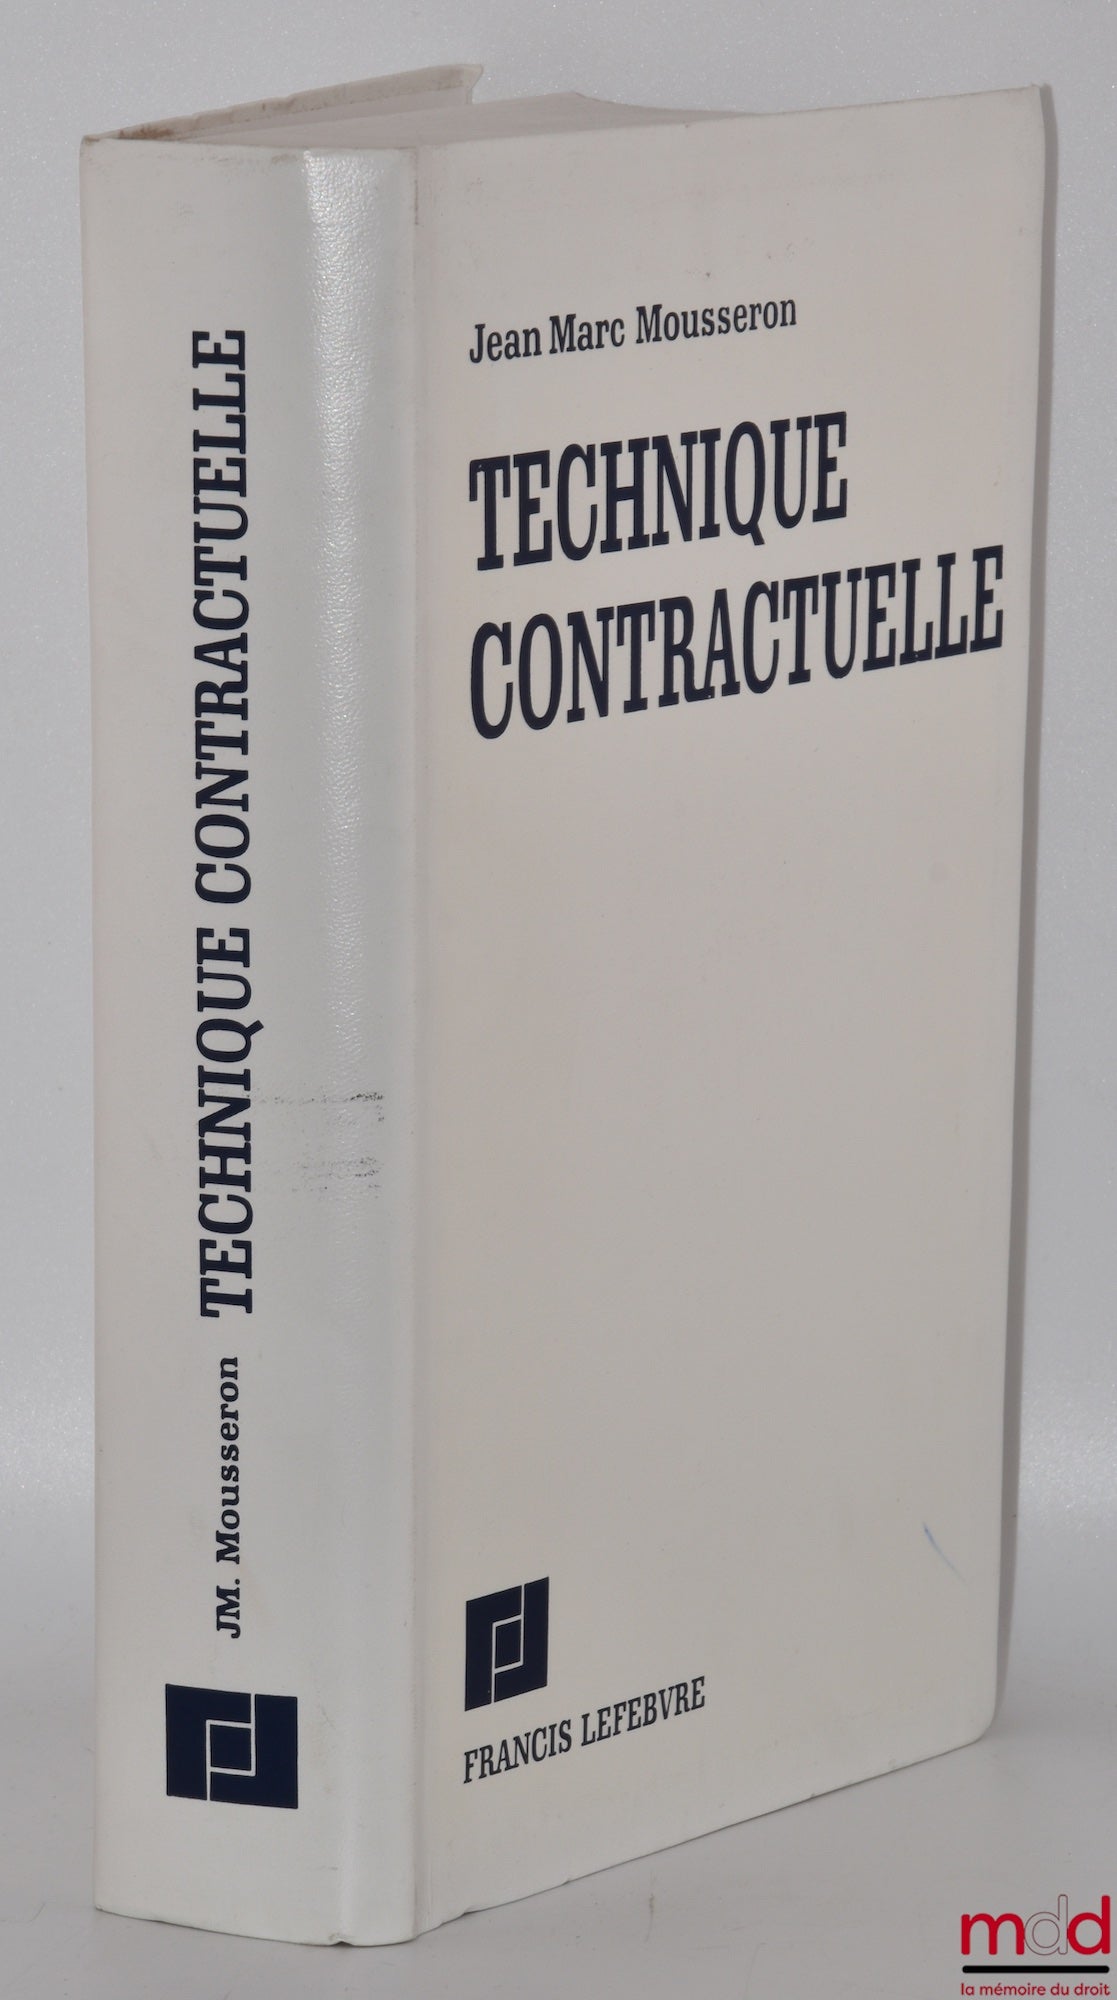 JM. Mousseron TECHNIQUE CONTRACTUELLE
Jean Marc Mousseron
TECHNIQUE
CONTRACTUELLE
FRANCIS LEFEBVRE
mdd
la mémoire du droit